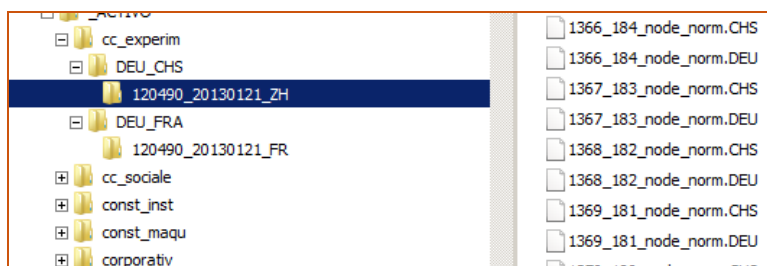 _ACTIVO
cc_experim
DEU_CHS
120490_20130121_ZH
DEU_FRA
120490_20130121_FR
cc_sociale
const_inst
const_maqu
corporativ
1366_184_node_norm.CHS
1366_184_node_norm.DEU
1367_183_node_norm.CHS
1367_183_node_norm.DEU
1368_182_node_norm.CHS
1368_182_node_norm.DEU
1369_181_node_norm.CHS
1369_181_node_norm.DEU